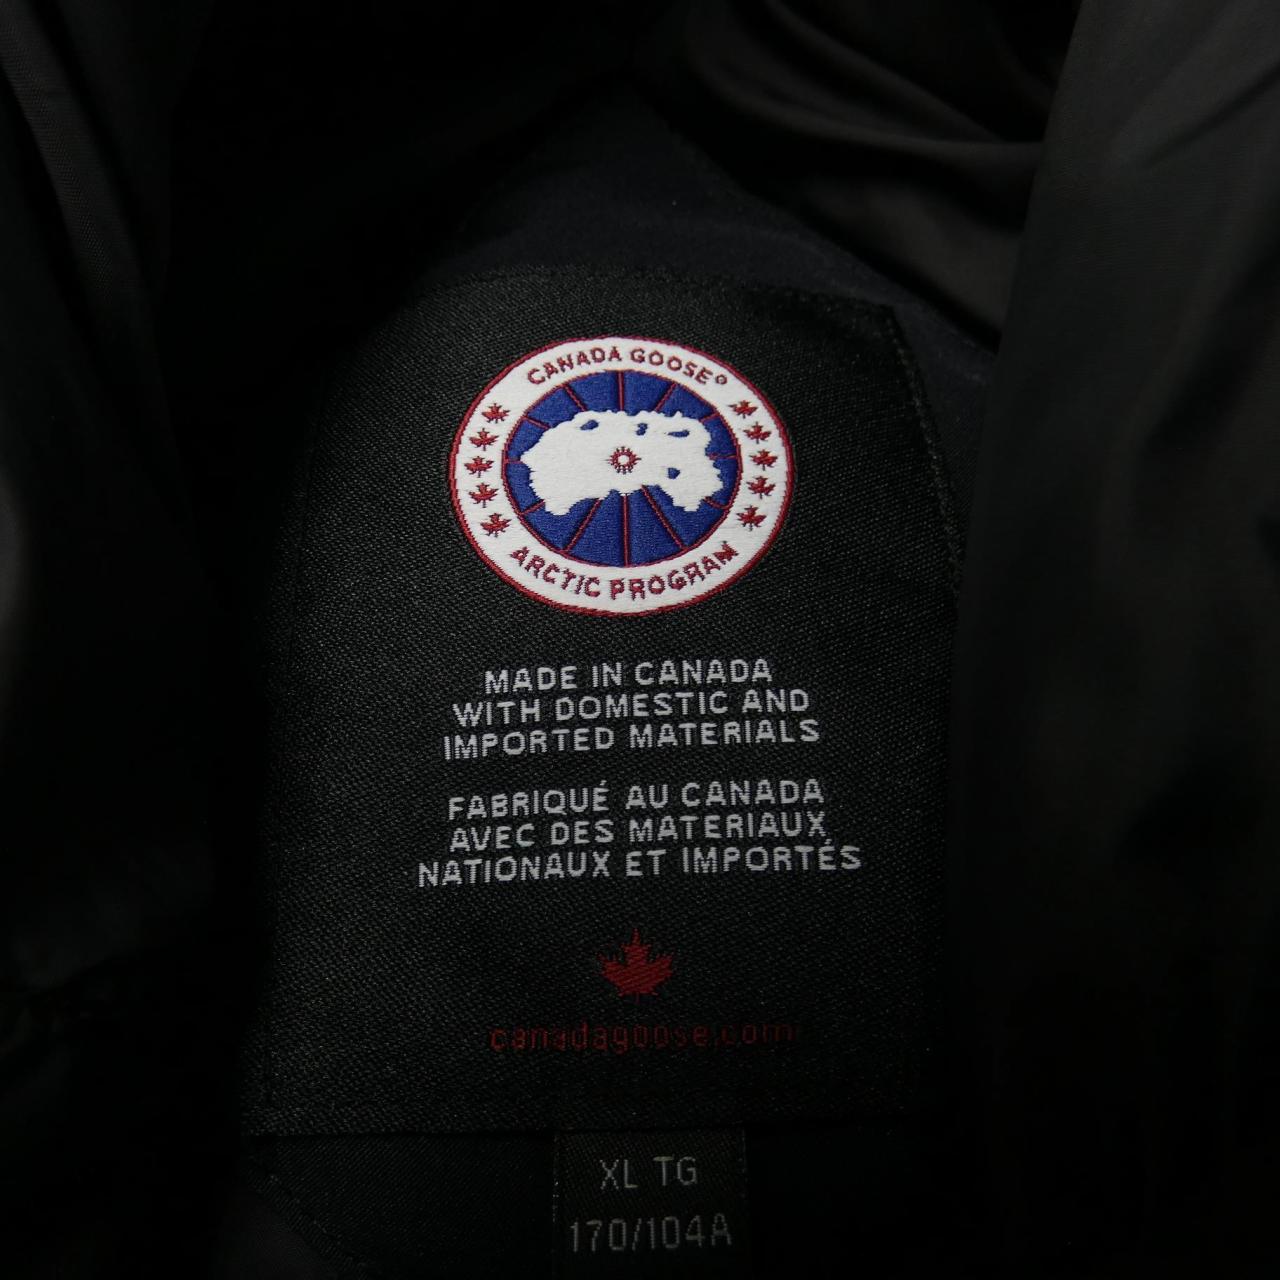 CANADA GOOSE®
ARCTIC PROGRAM
MADE IN CANADA
WITH DOMESTIC AND
IMPORTED MATERIALS
FABRIQUÉ AU CANADA
AVEC DES MATERIAUX
NATIONAUX ET IMPORTÉS
canadagoose.com
XL TG
170/104A